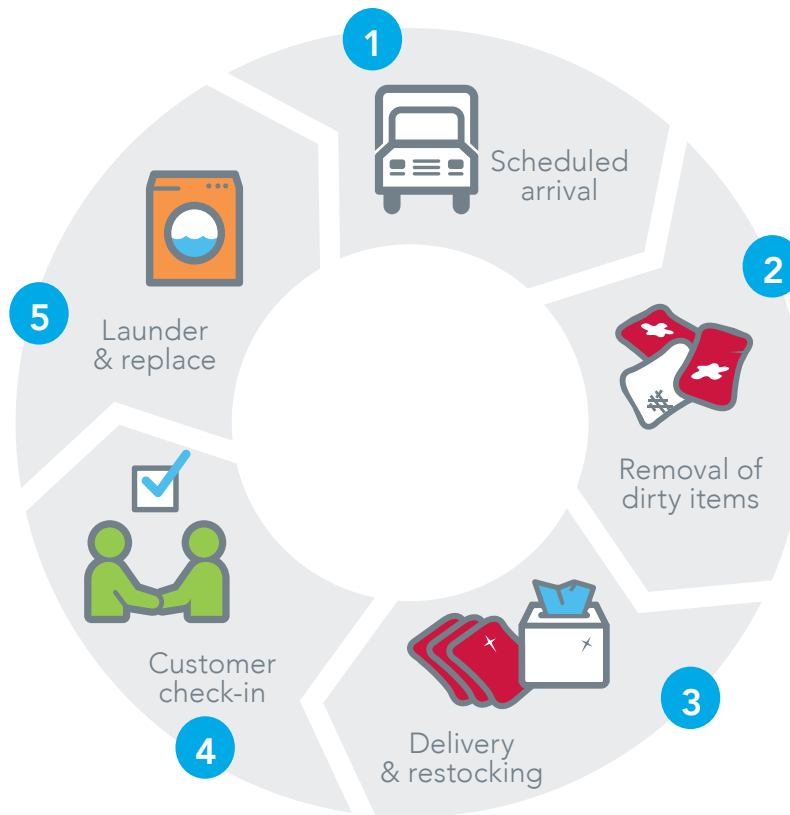 1
Scheduled
arrival
2
Removal of
dirty items
3
Delivery
& restocking
4
Customer
check-in
5
Launder
& replace